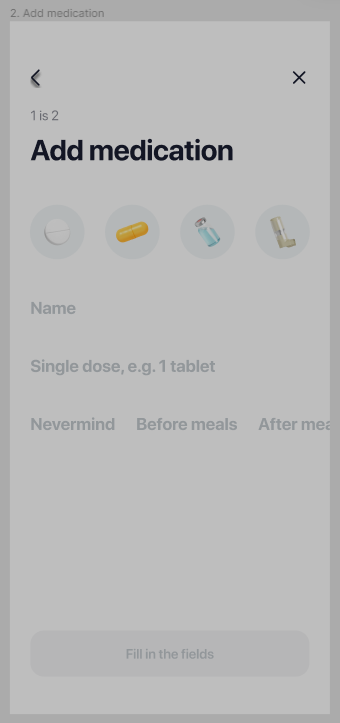 2. Add medication
1 is 2
Add medication
Name
Single dose, e.g. 1 tablet
Nevermind Before meals After mea
Fill in the fields